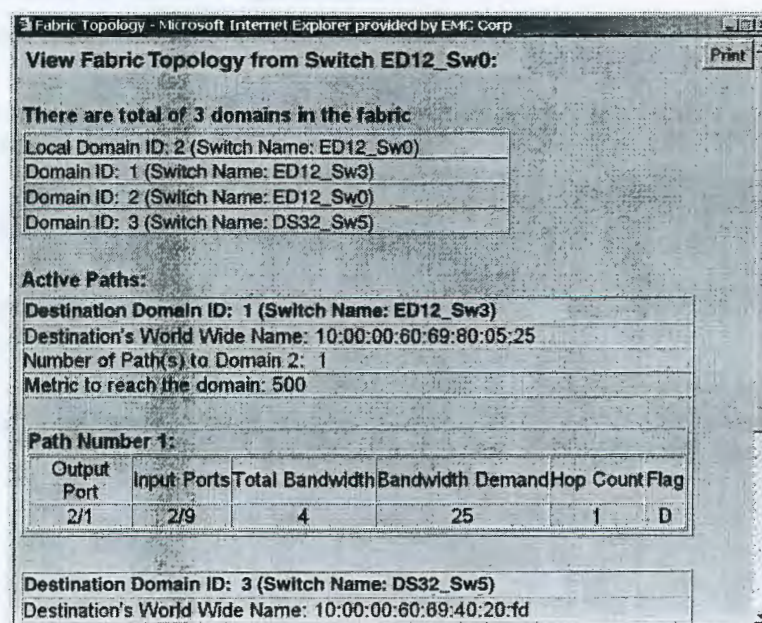 Fabric Topology - Microsoft Internet Explorer provided by EMC Corp
View Fabric Topology from Switch ED12_Sw0:
Print
There are total of 3 domains in the fabric
Local Domain ID: 2 (Switch Name: ED12_Sw0)
Domain ID: 1 (Switch Name: ED12_Sw3)
Domain ID: 2 (Switch Name: ED12_Sw0)
Domain ID: 3 (Switch Name: DS32_Sw5)
Active Paths:
Destination Domain ID: 1 (Switch Name: ED12_Sw3)
Destination's World Wide Name: 10:00:00:60:69:80:05:25
Number of Path(s) to Domain 2: 1
Metric to reach the domain: 500
Path Number 1:
Output Port Input Ports Total Bandwidth Bandwidth Demand Hop Count Flag
2/1 2/9 4 25 1 D
Destination Domain ID: 3 (Switch Name: DS32_Sw5)
Destination's World Wide Name: 10:00:00:60:69:40:20:fd